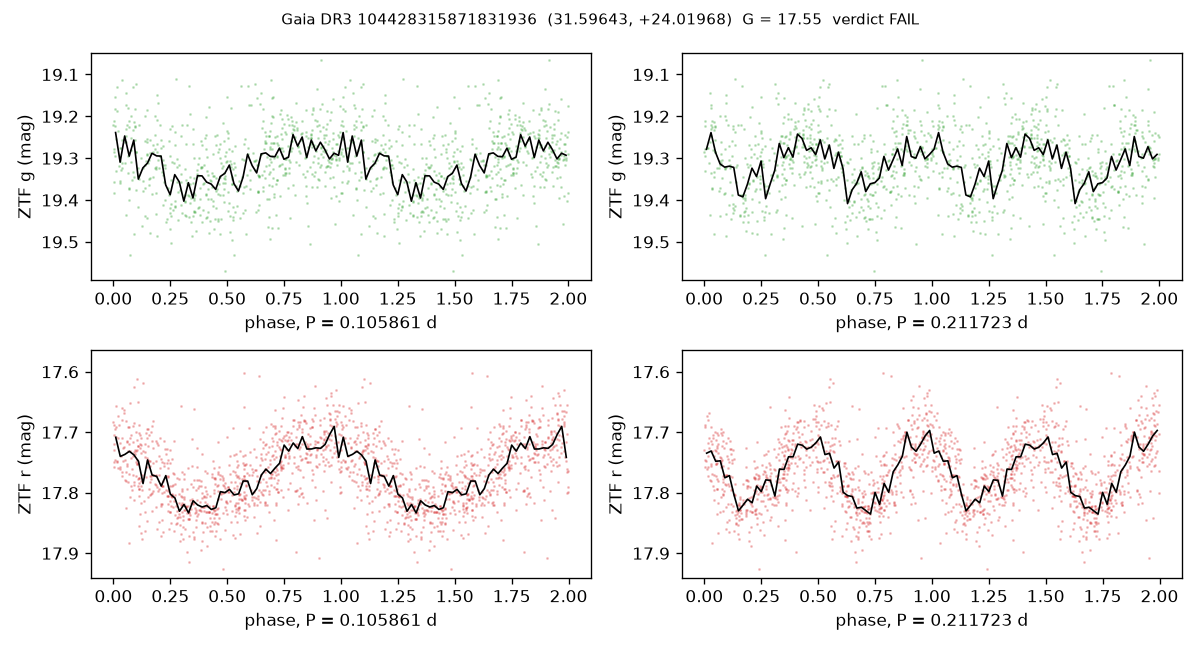 Gaia DR3 104428315871831936  (31.59643, +24.01968)  G = 17.55  verdict FAIL
ZTF g (mag)
19.1
19.2
19.3
19.4
19.5
0.00 0.25 0.50 0.75 1.00 1.25 1.50 1.75 2.00
phase, P = 0.105861 d
ZTF g (mag)
19.1
19.2
19.3
19.4
19.5
0.00 0.25 0.50 0.75 1.00 1.25 1.50 1.75 2.00
phase, P = 0.211723 d
ZTF r (mag)
17.6
17.7
17.8
17.9
0.00 0.25 0.50 0.75 1.00 1.25 1.50 1.75 2.00
phase, P = 0.105861 d
ZTF r (mag)
17.6
17.7
17.8
17.9
0.00 0.25 0.50 0.75 1.00 1.25 1.50 1.75 2.00
phase, P = 0.211723 d